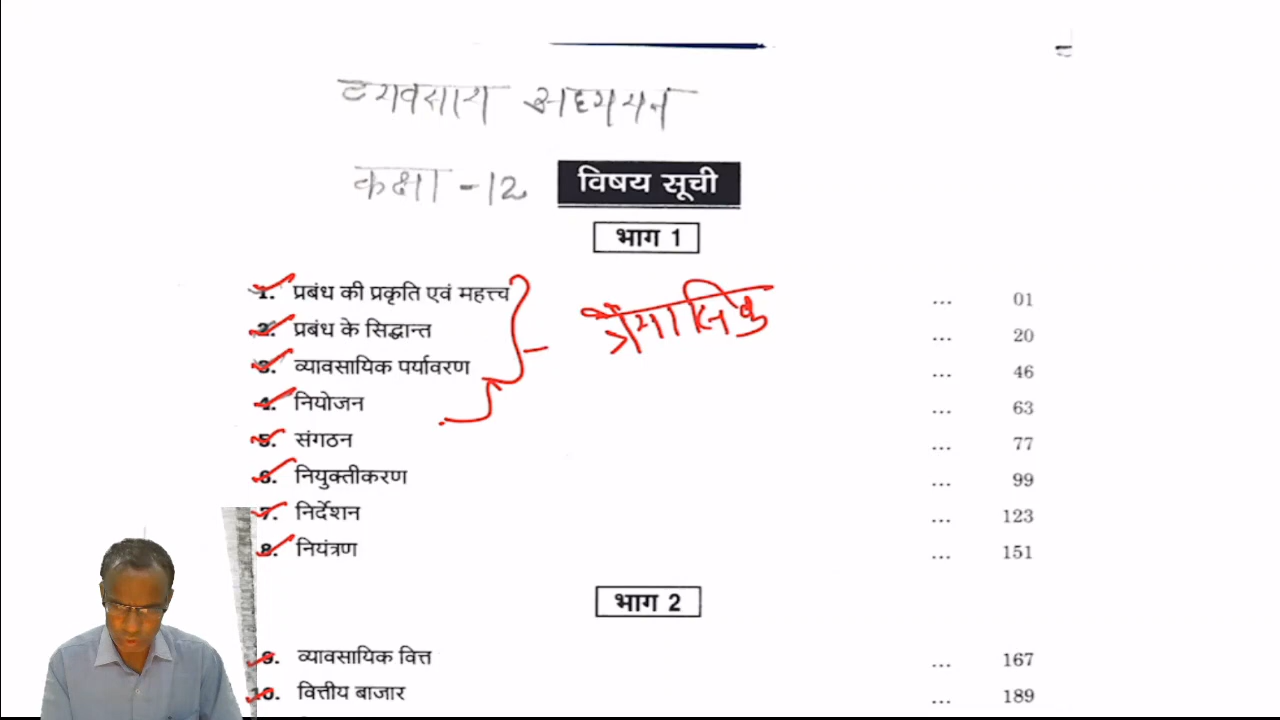 व्यवसाय अध्ययन
कक्षा -12 विषय सूची
भाग 1
1. प्रबंध की प्रकृति एवं महत्त्व ... 01
2. प्रबंध के सिद्धान्त ... 20
3. व्यावसायिक पर्यावरण ... 46
4. नियोजन ... 63
5. संगठन ... 77
6. नियुक्तीकरण ... 99
7. निर्देशन ... 123
8. नियंत्रण ... 151
त्रैमासिक
भाग 2
9. व्यावसायिक वित्त ... 167
10. वित्तीय बाजार ... 189